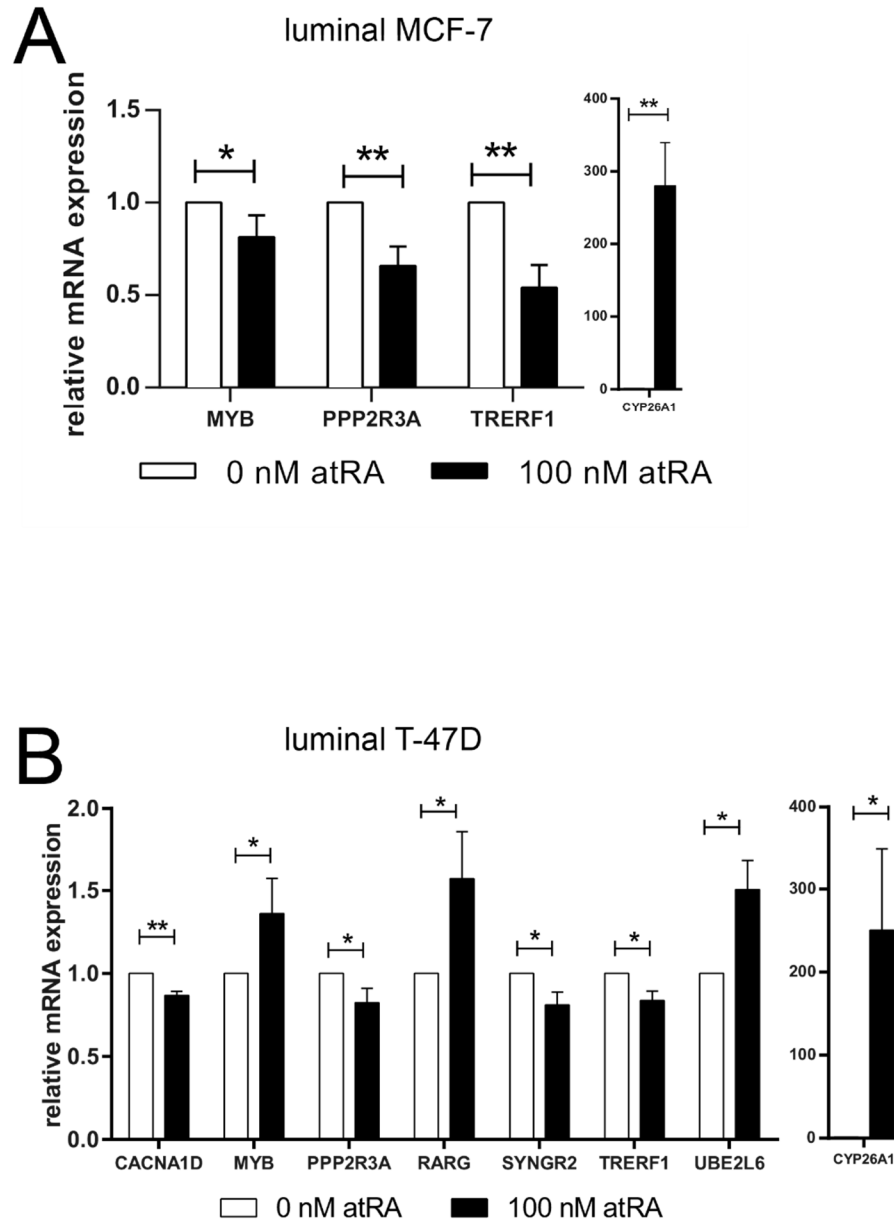 A
luminal MCF-7
relative mRNA expression
1.5
1.0
0.5
0.0
*
**
**
MYB PPP2R3A TRERF1
400
300
200
100
0
**
CYP26A1
0 nM atRA 100 nM atRA
B
luminal T-47D
relative mRNA expression
2.0
1.5
1.0
0.5
0.0
**
*
*
*
*
*
*
CACNA1D MYB PPP2R3A RARG SYNGR2 TRERF1 UBE2L6
400
300
200
100
0
*
CYP26A1
0 nM atRA 100 nM atRA